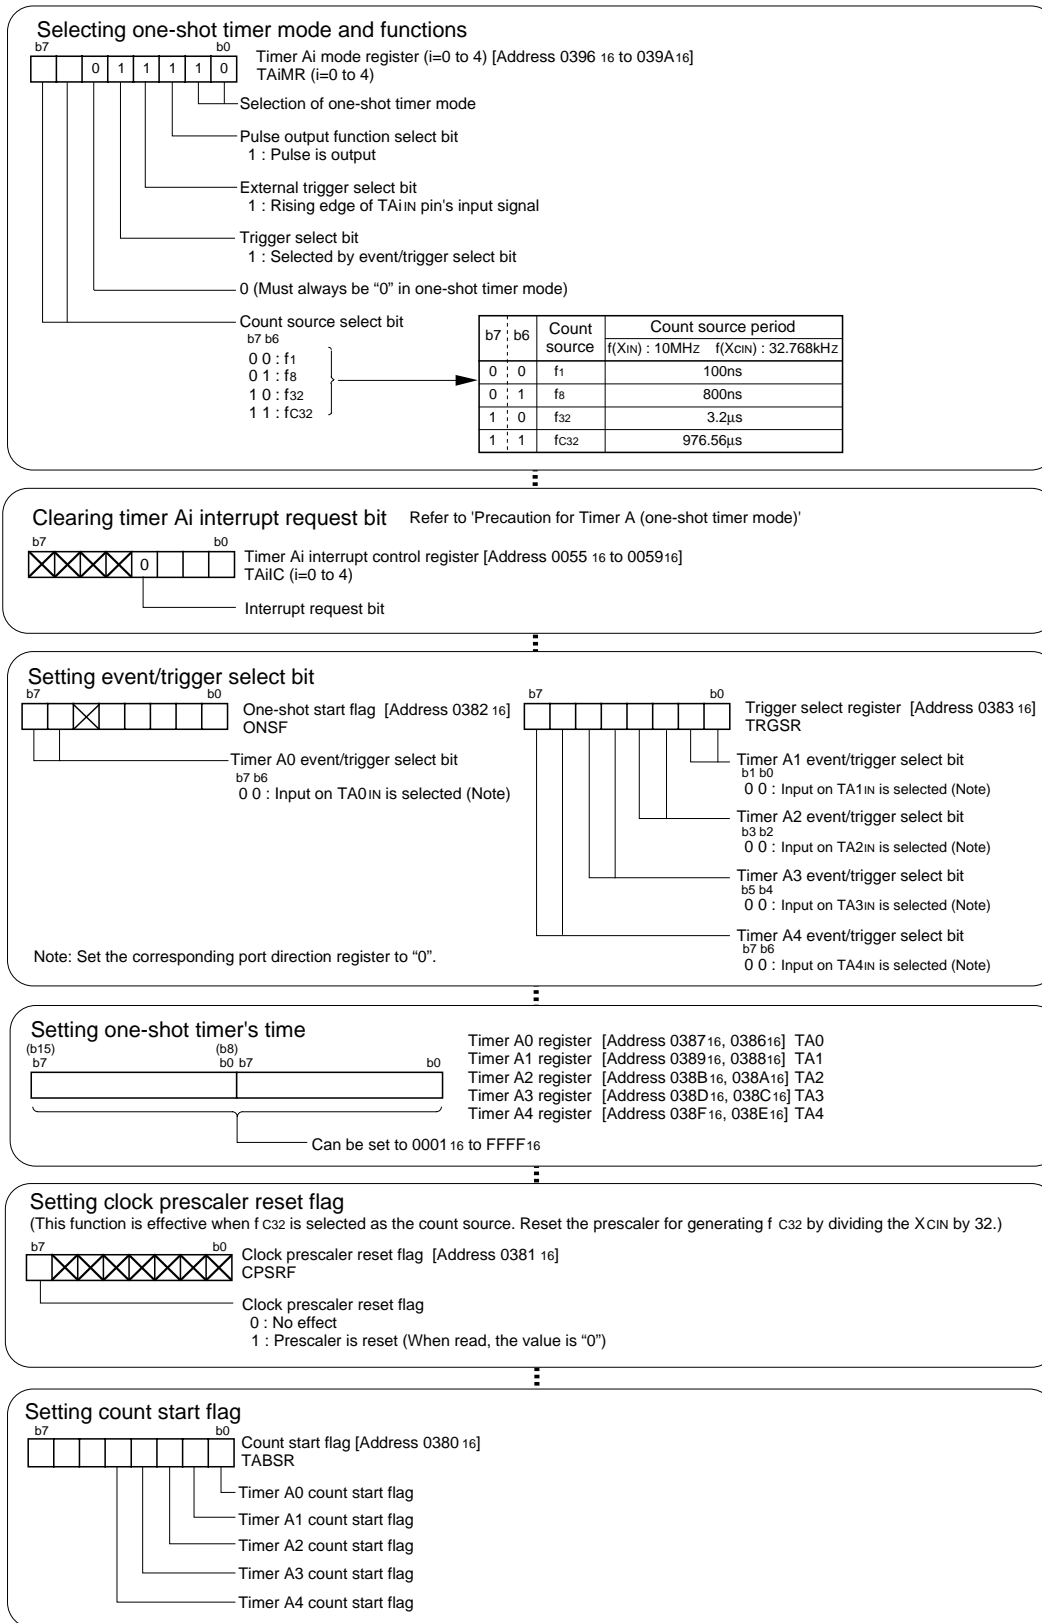 Selecting one-shot timer mode and functions
b7 b0
0 1 1 1 1 0
Timer Ai mode register (i=0 to 4) [Address 0396 16 to 039A16]
TAiMR (i=0 to 4)
Selection of one-shot timer mode
Pulse output function select bit
1 : Pulse is output
External trigger select bit
1 : Rising edge of TAiIN pin's input signal
Trigger select bit
1 : Selected by event/trigger select bit
0 (Must always be “0” in one-shot timer mode)
Count source select bit
b7 b6
0 0 : f1
0 1 : f8
1 0 : f32
1 1 : fC32
b7 b6 Count source Count source period
f(XIN) : 10MHz f(XCIN) : 32.768kHz
0 0 f1 100ns
0 1 f8 800ns
1 0 f32 3.2µs
1 1 fC32 976.56µs
Clearing timer Ai interrupt request bit Refer to 'Precaution for Timer A (one-shot timer mode)'
b7 b0
0
Timer Ai interrupt control register [Address 0055 16 to 005916]
TAiIC (i=0 to 4)
Interrupt request bit
Setting event/trigger select bit
b7 b0
One-shot start flag [Address 0382 16]
ONSF
Timer A0 event/trigger select bit
b7 b6
0 0 : Input on TA0IN is selected (Note)
b7 b0
Trigger select register [Address 0383 16]
TRGSR
Timer A1 event/trigger select bit
b1 b0
0 0 : Input on TA1IN is selected (Note)
Timer A2 event/trigger select bit
b3 b2
0 0 : Input on TA2IN is selected (Note)
Timer A3 event/trigger select bit
b5 b4
0 0 : Input on TA3IN is selected (Note)
Timer A4 event/trigger select bit
b7 b6
0 0 : Input on TA4IN is selected (Note)
Note: Set the corresponding port direction register to “0”.
Setting one-shot timer's time
(b15) (b8)
b7 b0 b7 b0
Timer A0 register [Address 038716, 038616] TA0
Timer A1 register [Address 038916, 038816] TA1
Timer A2 register [Address 038B16, 038A16] TA2
Timer A3 register [Address 038D16, 038C16] TA3
Timer A4 register [Address 038F16, 038E16] TA4
Can be set to 0001 16 to FFFF16
Setting clock prescaler reset flag
(This function is effective when f C32 is selected as the count source. Reset the prescaler for generating f C32 by dividing the XCIN by 32.)
b7 b0
Clock prescaler reset flag [Address 0381 16]
CPSRF
Clock prescaler reset flag
0 : No effect
1 : Prescaler is reset (When read, the value is “0”)
Setting count start flag
b7 b0
Count start flag [Address 0380 16]
TABSR
Timer A0 count start flag
Timer A1 count start flag
Timer A2 count start flag
Timer A3 count start flag
Timer A4 count start flag